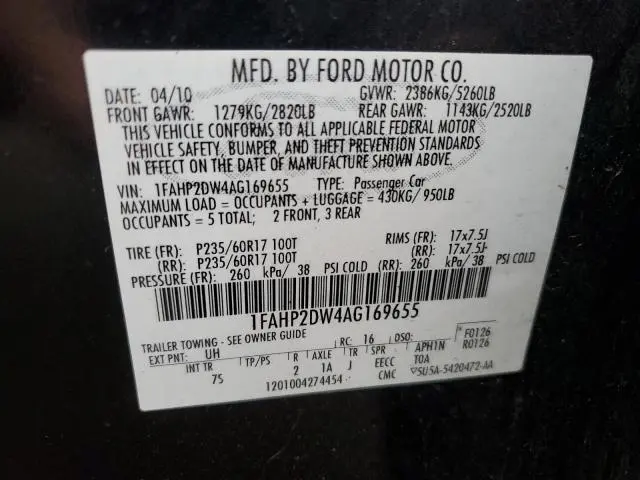 MFD. BY FORD MOTOR CO.
DATE: 04/10 GVWR: 2386KG/5260LB
FRONT GAWR: 1279KG/2820LB REAR GAWR: 1143KG/2520LB
THIS VEHICLE CONFORMS TO ALL APPLICABLE FEDERAL MOTOR
VEHICLE SAFETY, BUMPER, AND THEFT PREVENTION STANDARDS
IN EFFECT ON THE DATE OF MANUFACTURE SHOWN ABOVE.
VIN: 1FAHP2DW4AG169655 TYPE: Passenger Car
MAXIMUM LOAD = OCCUPANTS + LUGGAGE = 430KG/ 950LB
OCCUPANTS = 5 TOTAL; 2 FRONT, 3 REAR
TIRE (FR): P235/60R17 100T RIMS (FR): 17x7.5J
(RR): P235/60R17 100T (RR): 17x7.5J
PRESSURE (FR): 260 kPa/ 38 PSI COLD (RR): 260 kPa/ 38 PSI COLD
1FAHP2DW4AG169655
TRAILER TOWING - SEE OWNER GUIDE RC: 16 DSO: F0126
EXT PNT: UH APH1N R0126
INT TR TP/PS R AXLE TR SPR EECC TOA
75 2 1A J CMC SU5A-5420472-AA
1201004274454